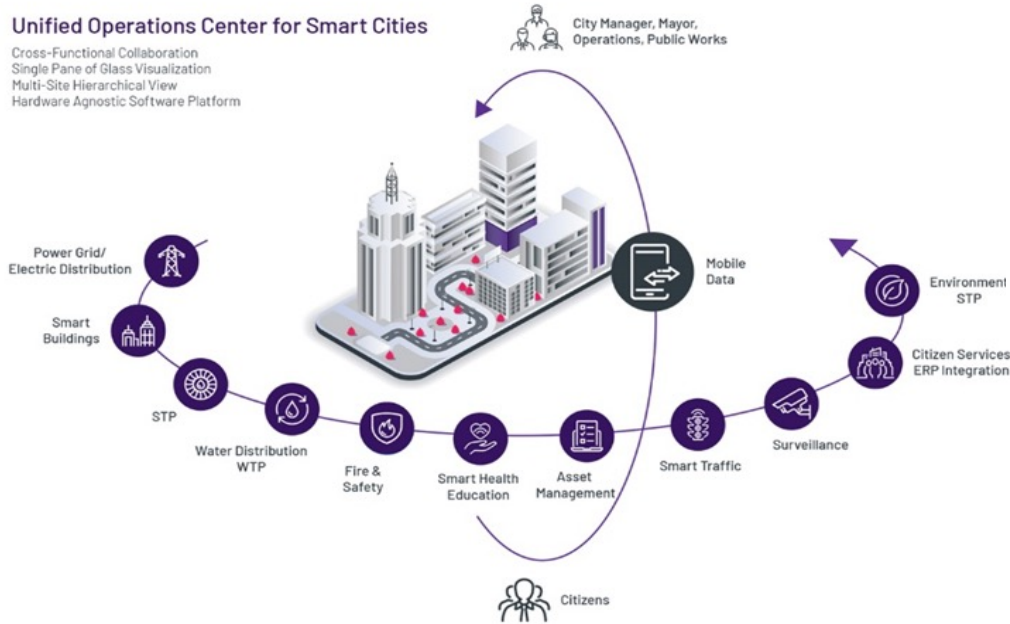 Unified Operations Center for Smart Cities
Cross-Functional Collaboration
Single Pane of Glass Visualization
Multi-Site Hierarchical View
Hardware Agnostic Software Platform
City Manager, Mayor,
Operations, Public Works
Power Grid/
Electric Distribution
Smart
Buildings
STP
Water Distribution
WTP
Fire &
Safety
Smart Health
Education
Asset
Management
Smart Traffic
Surveillance
Citizen Services
ERP Integration
Environment
STP
Mobile
Data
Citizens